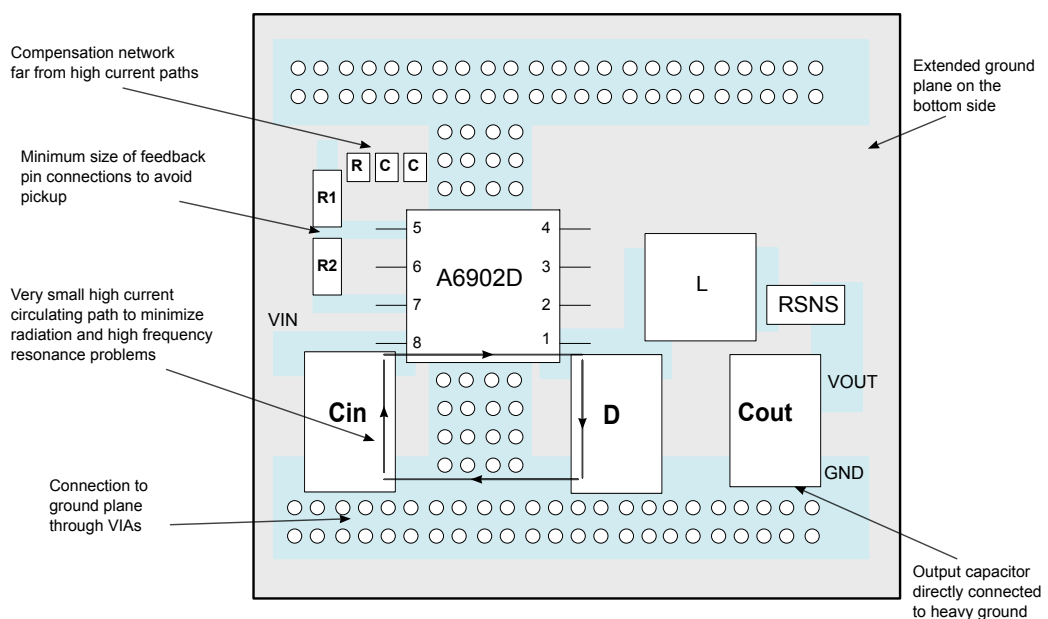 Compensation network
far from high current paths
Extended ground
plane on the
bottom side
Minimum size of feedback
pin connections to avoid
pickup
R C C
R1
R2
5
6
7
8
4
3
2
1
A6902D
L
RSNS
Very small high current
circulating path to minimize
radiation and high frequency
resonance problems
VIN
Cin
D
Cout
VOUT
GND
Connection to
ground plane
through VIAs
Output capacitor
directly connected
to heavy ground